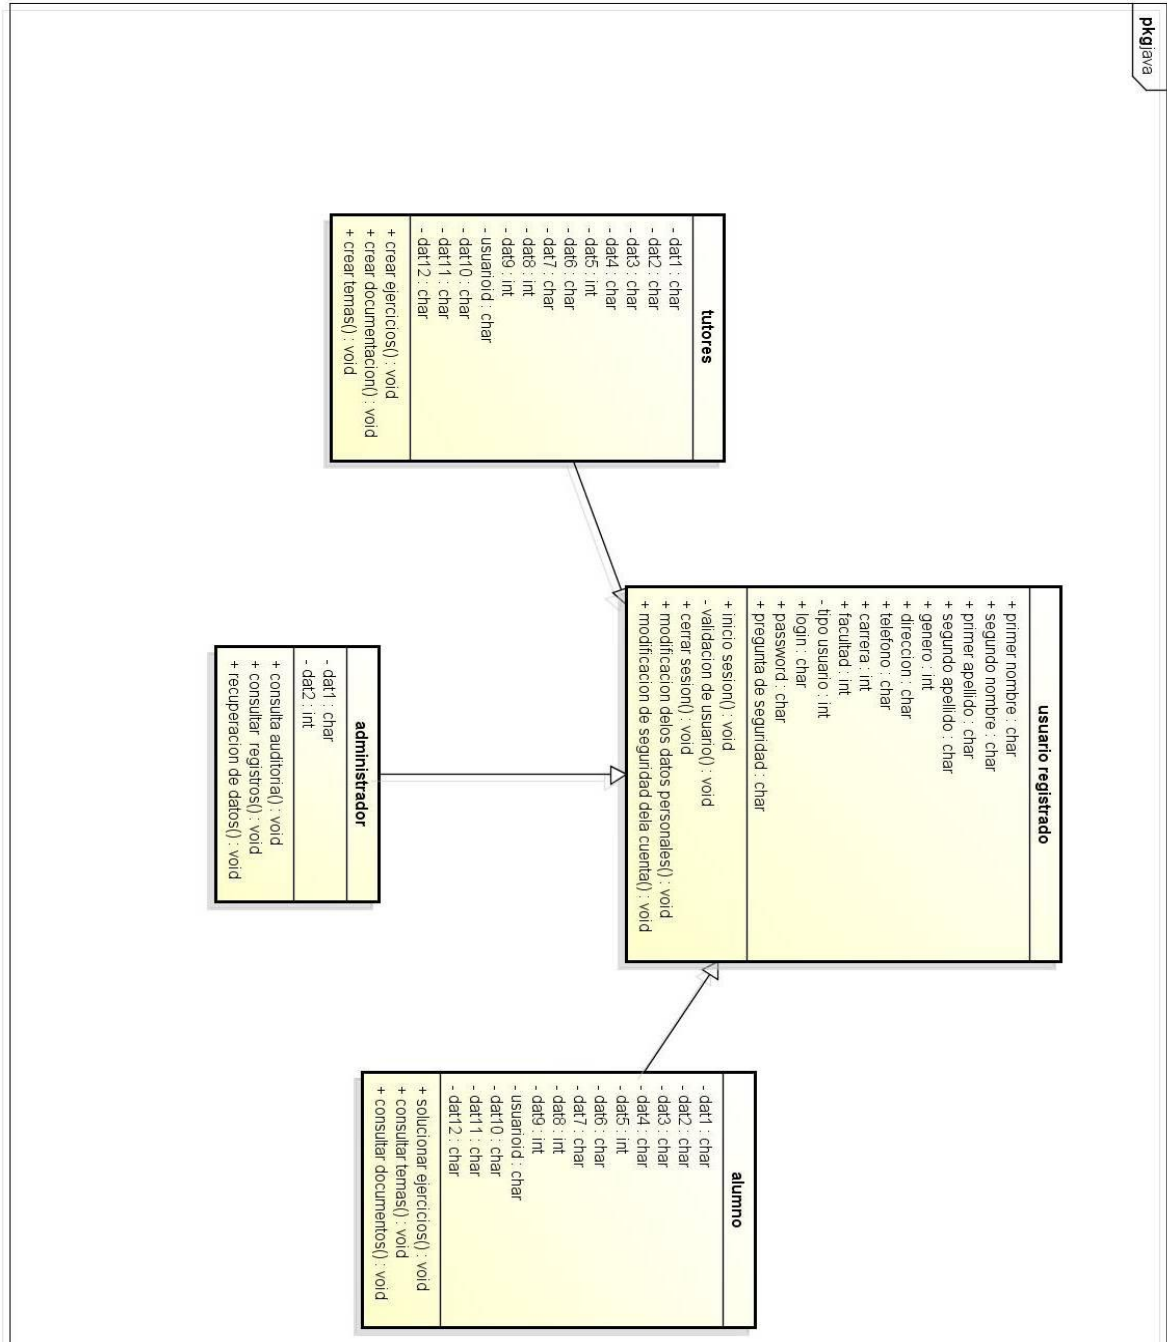 pkg java
usuario registrado
+ primer nombre : char
+ segundo nombre : char
+ primer apellido : char
+ segundo apellido : char
+ genero : int
+ direccion : char
+ telefono : char
+ carrera : int
+ facultad : int
- tipo usuario : int
+ login : char
+ password : char
+ pregunta de seguridad : char
+ inicio sesion() : void
- validacion de usuario() : void
+ cerrar sesion() : void
+ modificacion delos datos personales() : void
+ modificacion de seguridad dela cuenta() : void
tutores
- dat1 : char
- dat2 : char
- dat3 : char
- dat4 : char
- dat5 : int
- dat6 : char
- dat7 : char
- dat8 : int
- dat9 : int
- usuarioid : char
- dat10 : char
- dat11 : char
- dat12 : char
+ crear ejercicios() : void
+ crear documentacion() : void
+ crear temas() : void
administrador
- dat1 : char
- dat2 : int
+ consulta auditoria() : void
+ consultar registros() : void
+ recuperacion de datos() : void
alumno
- dat1 : char
- dat2 : char
- dat3 : char
- dat4 : char
- dat5 : int
- dat6 : char
- dat7 : char
- dat8 : int
- dat9 : int
- usuarioid : char
- dat10 : char
- dat11 : char
- dat12 : char
+ solucionar ejercicios() : void
+ consultar temas() : void
+ consultar documentos() : void